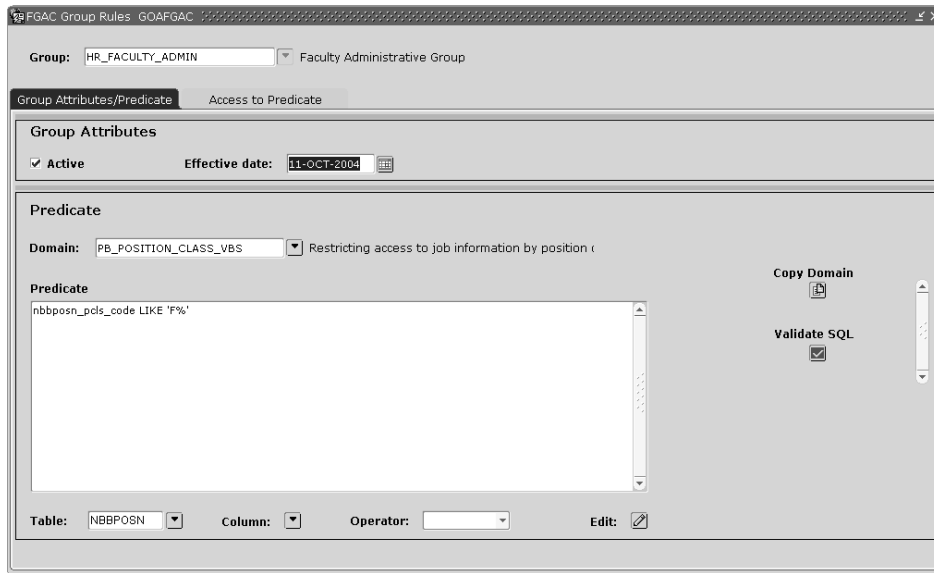 FGAC Group Rules GOAFGAC
Group: HR_FACULTY_ADMIN Faculty Administrative Group
Group Attributes/Predicate Access to Predicate
Group Attributes
Active Effective date: 11-OCT-2004
Predicate
Domain: PB_POSITION_CLASS_VBS Restricting access to job information by position c
Copy Domain
Predicate
nbbposn_pcls_code LIKE 'F%'
Validate SQL
Table: NBBPOSN Column: Operator: Edit: